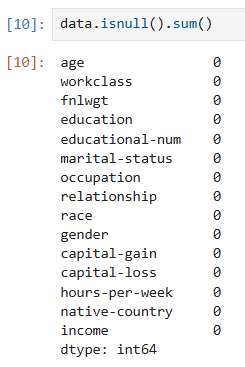 [10]: data.isnull().sum()
[10]: age 0
workclass 0
fnlwgt 0
education 0
educational-num 0
marital-status 0
occupation 0
relationship 0
race 0
gender 0
capital-gain 0
capital-loss 0
hours-per-week 0
native-country 0
income 0
dtype: int64